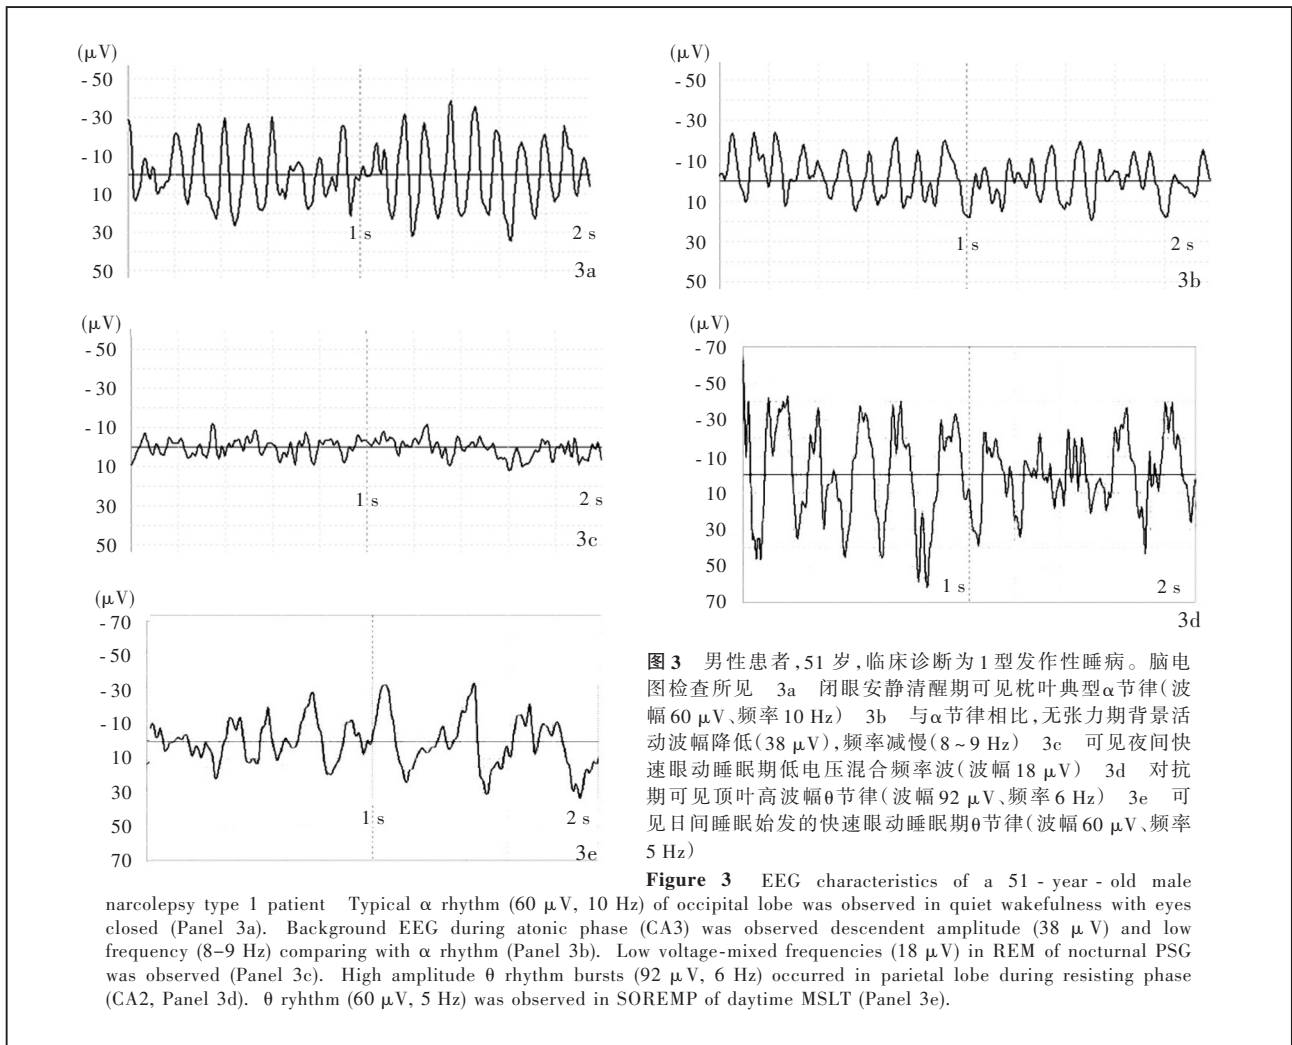 (μV)
- 50
- 30
- 10
10
30
50
1 s
2 s
3a
(μV)
- 50
- 30
- 10
10
30
50
1 s
2 s
3b
(μV)
- 50
- 30
- 10
10
30
50
1 s
2 s
3c
(μV)
- 70
- 50
- 30
- 10
10
30
50
70
1 s
2 s
3d
(μV)
- 70
- 50
- 30
- 10
10
30
50
70
1 s
2 s
3e
图3 男性患者,51 岁,临床诊断为1型发作性睡病。脑电
图检查所见 3a 闭眼安静清醒期可见枕叶典型α节律(波
幅60 μV、频率10 Hz) 3b 与α节律相比,无张力期背景活
动波幅降低(38 μV),频率减慢(8~9 Hz) 3c 可见夜间快
速眼动睡眠期低电压混合频率波(波幅18 μV) 3d 对抗
期可见顶叶高波幅θ节律(波幅92 μV、频率6 Hz) 3e 可
见日间睡眠始发的快速眼动睡眠期θ节律(波幅60 μV、频率
5 Hz)
Figure 3 EEG characteristics of a 51 - year - old male
narcolepsy type 1 patient Typical α rhythm (60 μV, 10 Hz) of occipital lobe was observed in quiet wakefulness with eyes
closed (Panel 3a). Background EEG during atonic phase (CA3) was observed descendent amplitude (38 μV) and low
frequency (8–9 Hz) comparing with α rhythm (Panel 3b). Low voltage-mixed frequencies (18 μV) in REM of nocturnal PSG
was observed (Panel 3c). High amplitude θ rhythm bursts (92 μV, 6 Hz) occurred in parietal lobe during resisting phase
(CA2, Panel 3d). θ ryhthm (60 μV, 5 Hz) was observed in SOREMP of daytime MSLT (Panel 3e).